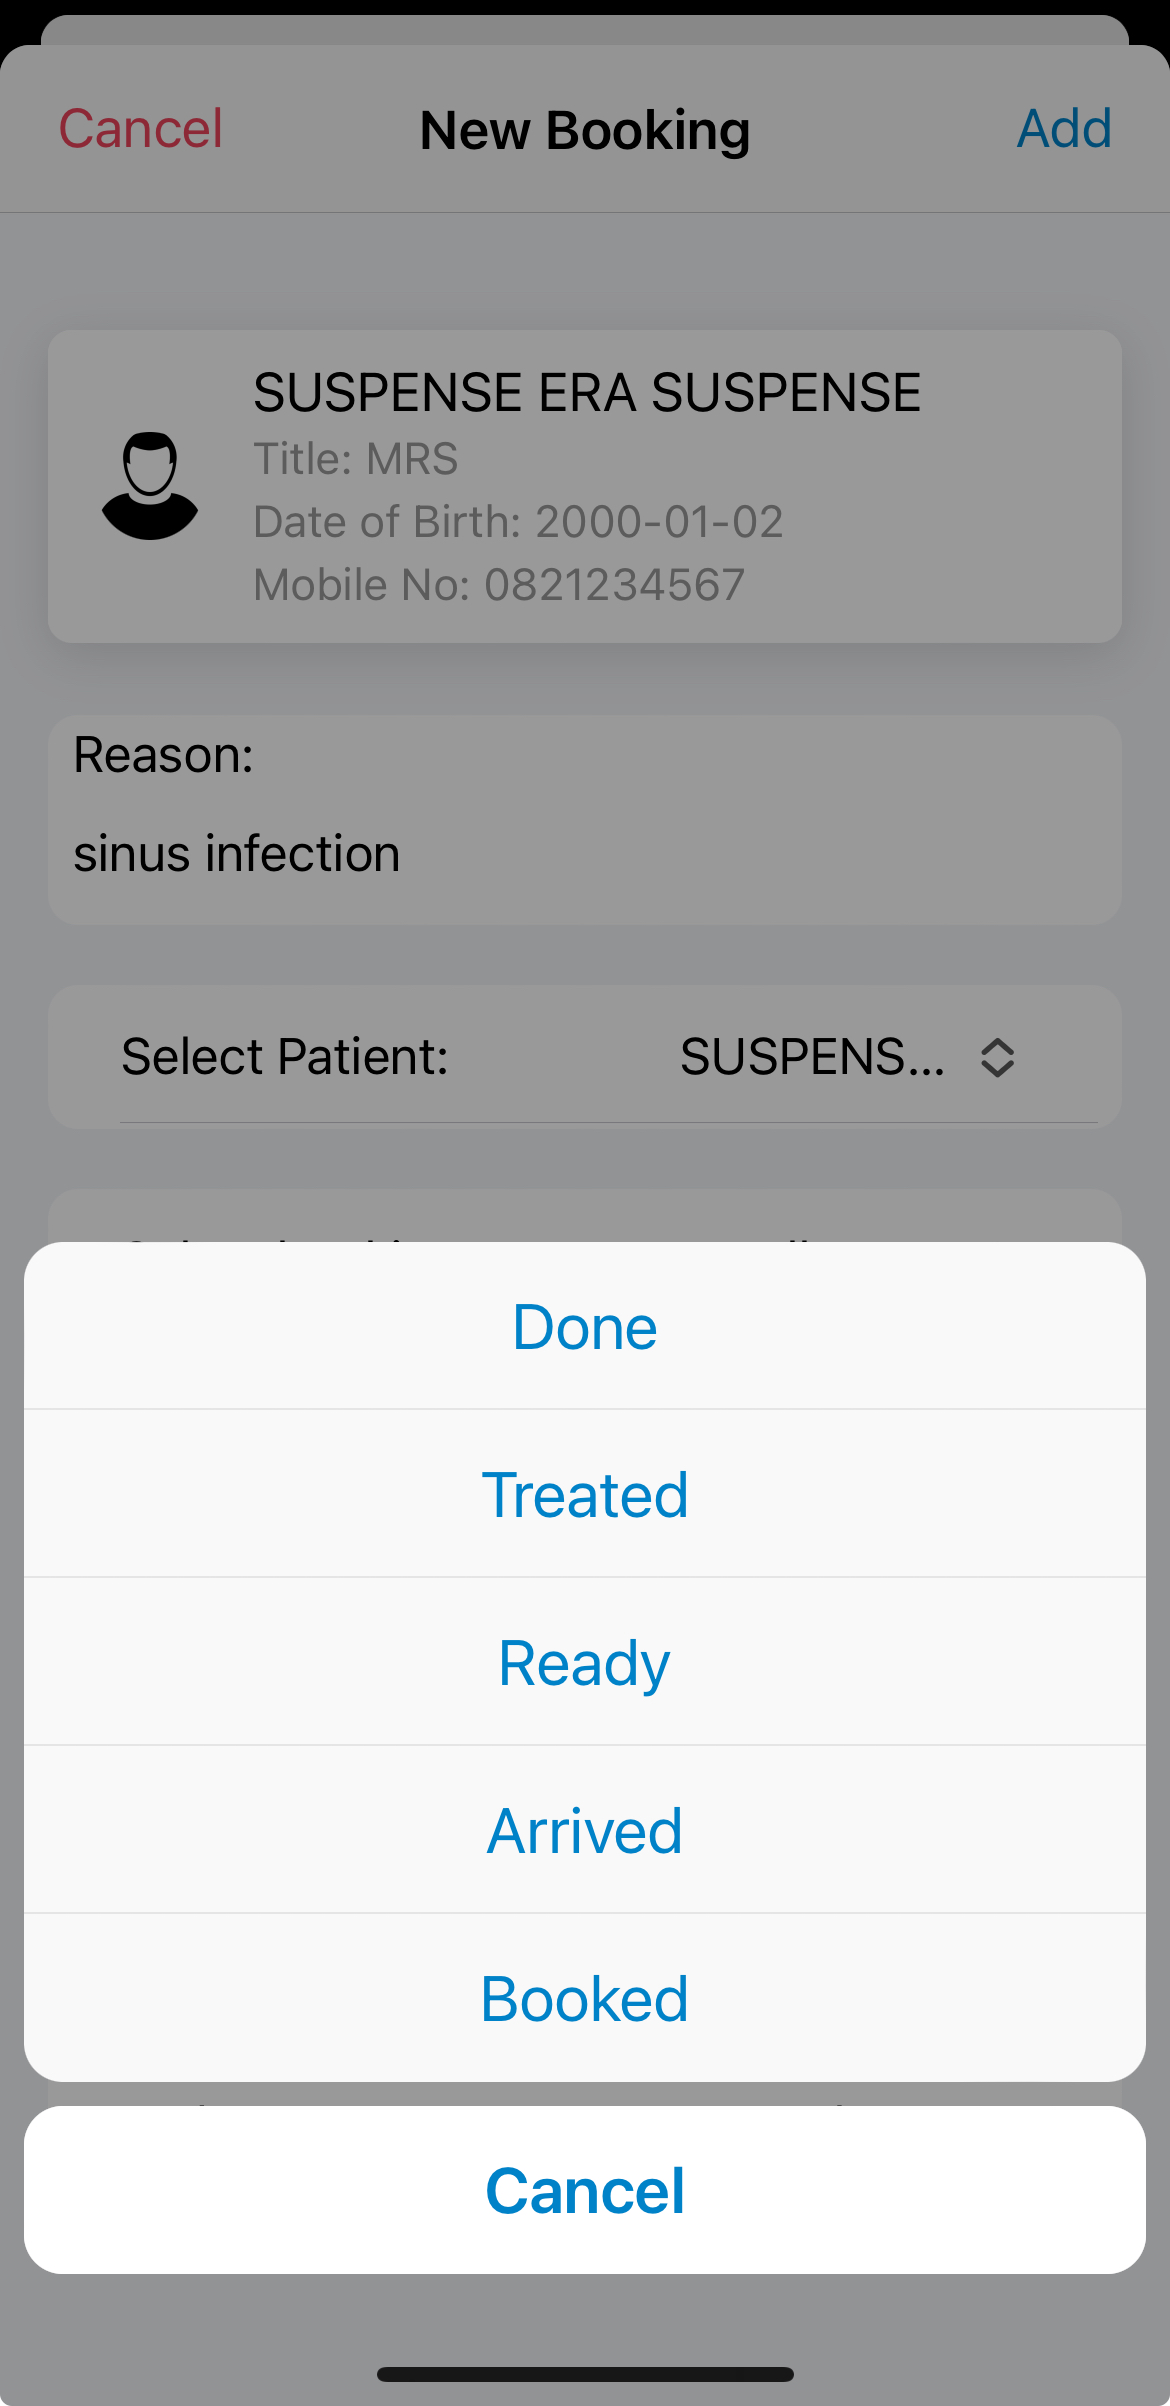 Cancel New Booking Add
SUSPENSE ERA SUSPENSE
Title: MRS
Date of Birth: 2000-01-02
Mobile No: 0821234567
Reason:
sinus infection
Select Patient: SUSPENS...
Done
Treated
Ready
Arrived
Booked
Cancel